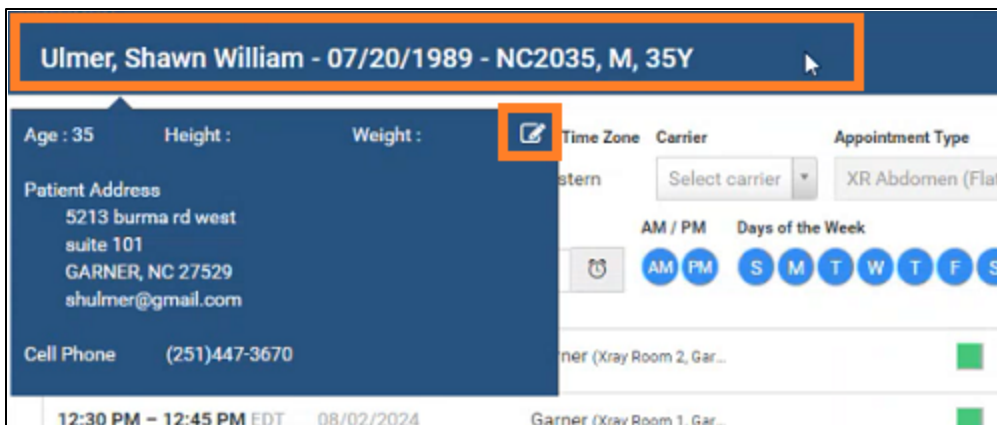 Ulmer, Shawn William - 07/20/1989 - NC2035, M, 35Y
Age : 35 Height : Weight :
Time Zone Carrier Appointment Type
stern Select carrier XR Abdomen (Flat
Patient Address
5213 burma rd west
suite 101
GARNER, NC 27529
shulmer@gmail.com
AM / PM Days of the Week
AM PM S M T W T F S
Cell Phone (251)447-3670
ner (Xray Room 2, Gar...
12:30 PM – 12:45 PM EDT 08/02/2024 Garner (Xray Room 1, Gar...